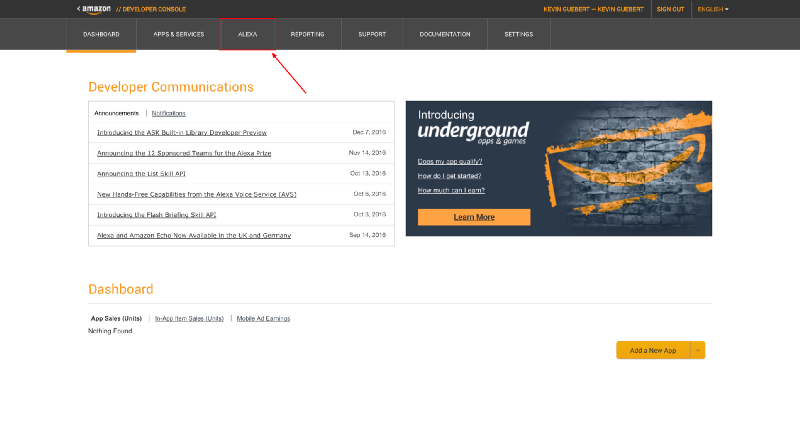 amazon // DEVELOPER CONSOLE
KEVIN GUEBERT — KEVIN GUEBERT SIGN OUT ENGLISH
DASHBOARD APPS & SERVICES ALEXA REPORTING SUPPORT DOCUMENTATION SETTINGS
Developer Communications
Announcements Notifications
Introducing the ASK Built-in Library Developer Preview Dec 7, 2016
Announcing the 12 Sponsored Teams for the Alexa Prize Nov 14, 2016
Announcing the List Skill API Oct 13, 2016
New Hands-Free Capabilities from the Alexa Voice Service (AVS) Oct 6, 2016
Introducing the Flash Briefing Skill API Oct 3, 2016
Alexa and Amazon Echo Now Available in the UK and Germany Sep 14, 2016
Introducing
underground
apps & games
Does my app qualify?
How do I get started?
How much can I earn?
Learn More
Dashboard
App Sales (Units) In-App Item Sales (Units) Mobile Ad Earnings
Nothing Found
Add a New App